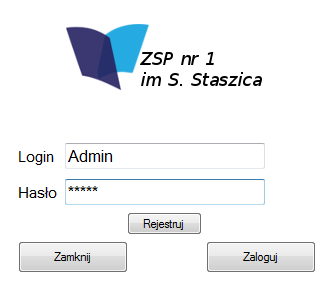 ZSP nr 1
im S. Staszica
Login Admin
Hasło *****
Rejestruj
Zamknij Zaloguj